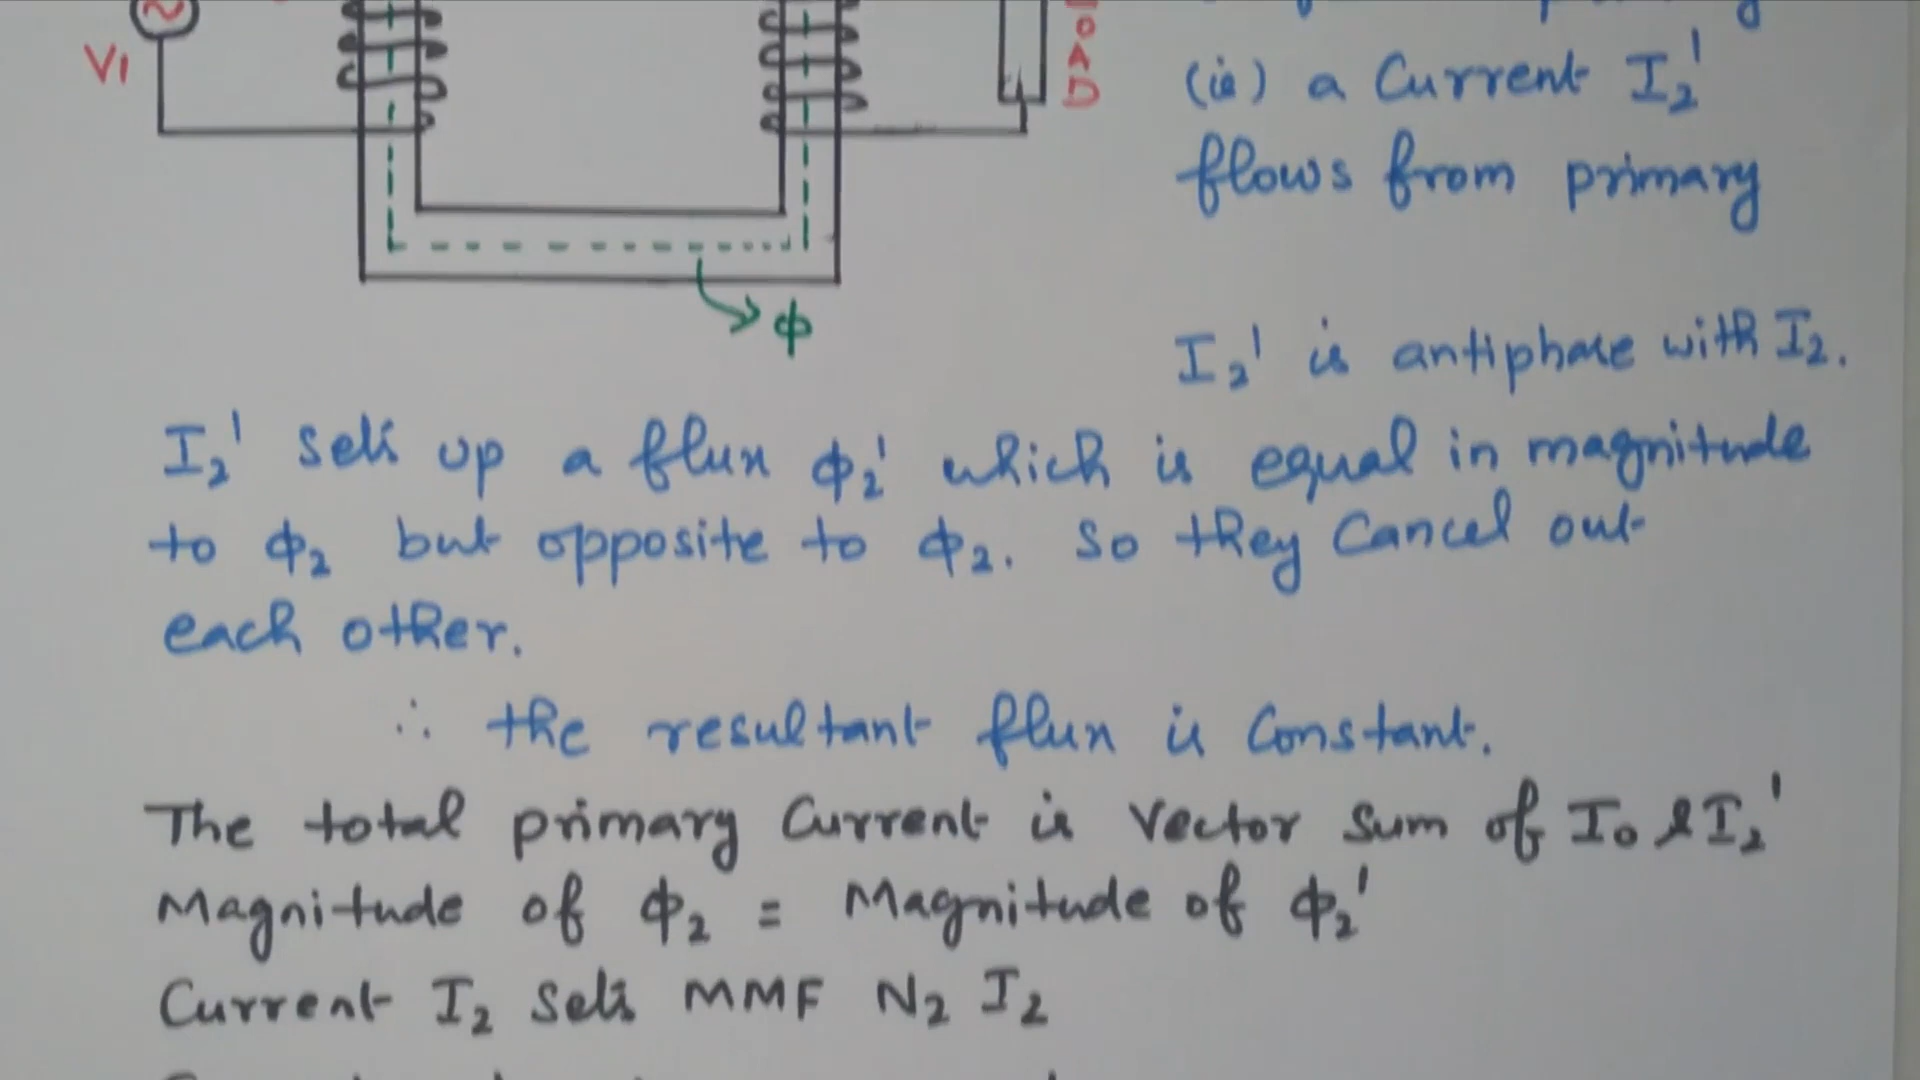 V1
OAD
(ie) a Current I2'
flows from primary
ϕ
I2' is antiphase with I2.
I2' sets up a flux ϕ2' which is equal in magnitude
to ϕ2 but opposite to ϕ2. So they Cancel out
each other.
∴ the resultant flux is Constant.
The total primary Current is Vector Sum of I0 & I2'
Magnitude of ϕ2 = Magnitude of ϕ2'
Current I2 Sets MMF N2 I2